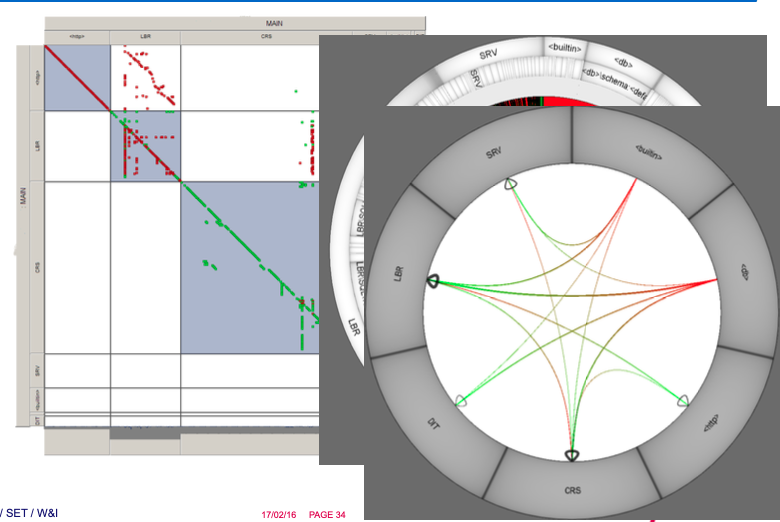 MAIN
<http>
LBR
CRS
MAIN
<http>
LBR
CRS
SRV
<builtin>
DIT
SRV
<builtin>
<db>
SRV
<db>
schema
LBR
SRV
<builtin>
<db>
<http>
CRS
DIT
LBR
/ SET / W&I
17/02/16 PAGE 34